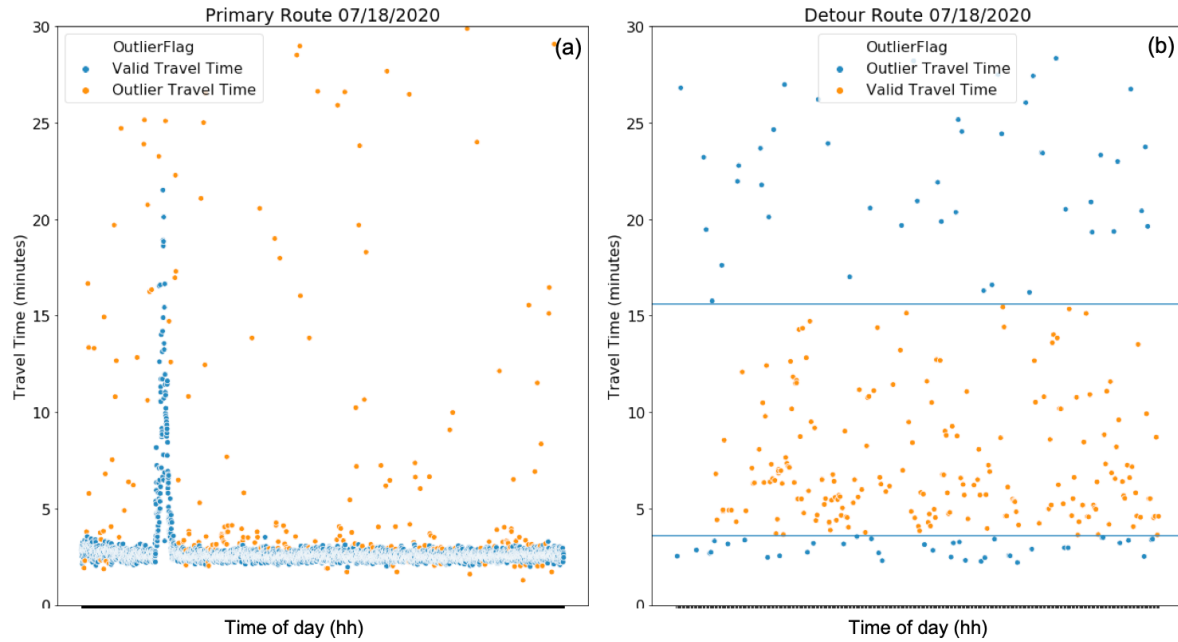 Primary Route 07/18/2020
(a)
OutlierFlag
Valid Travel Time
Outlier Travel Time
Travel Time (minutes)
30
25
20
15
10
5
0
Time of day (hh)
Detour Route 07/18/2020
(b)
OutlierFlag
Outlier Travel Time
Valid Travel Time
Travel Time (minutes)
30
25
20
15
10
5
0
Time of day (hh)